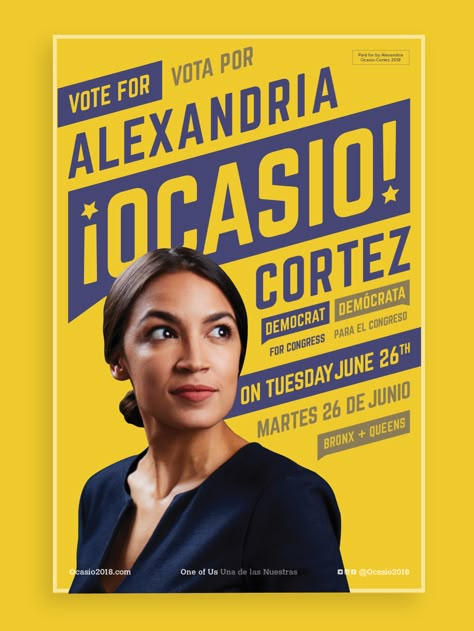 Paid for by Alexandria
Ocasio-Cortez 2018
VOTE FOR VOTA POR
ALEXANDRIA
¡OCASIO!
CORTEZ
DEMOCRAT DEMÓCRATA
FOR CONGRESS PARA EL CONGRESO
ON TUESDAY JUNE 26TH
MARTES 26 DE JUNIO
BRONX + QUEENS
Ocasio2018.com One of Us Una de las Nuestras @Ocasio2018